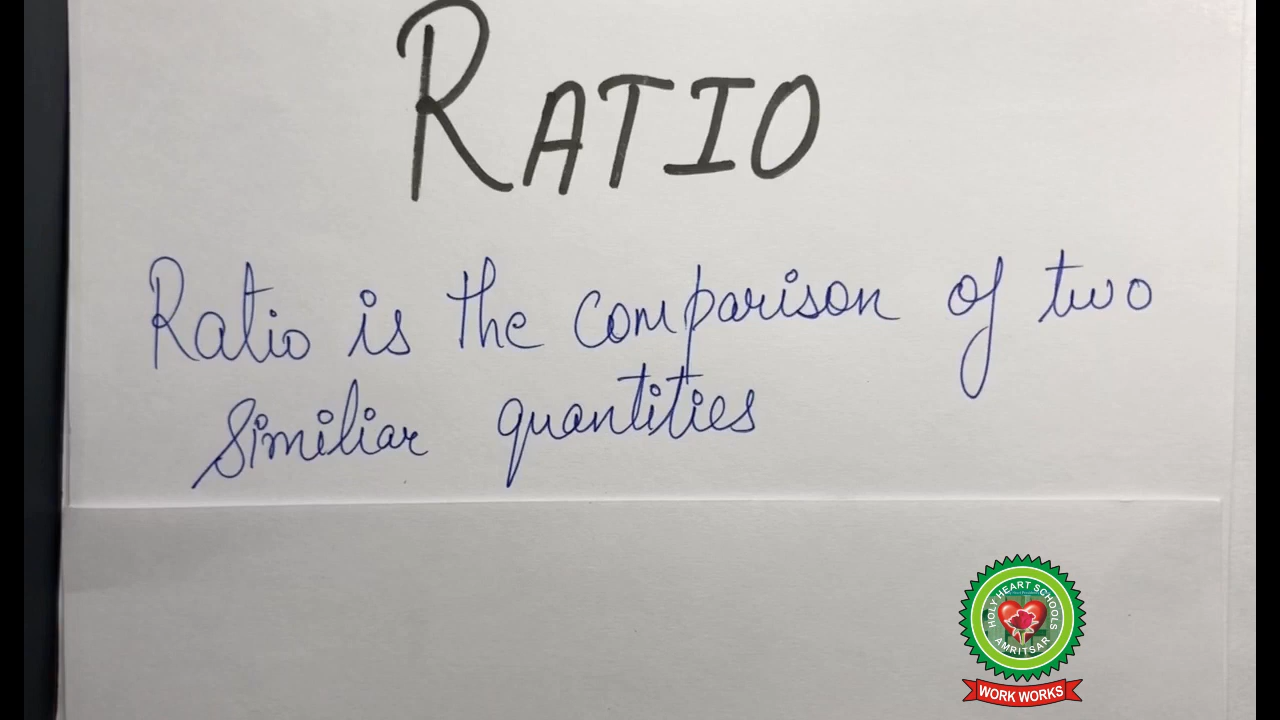 RATIO
Ratio is the comparison of two
similiar quantities
HOLY HEART SCHOOLS
AMRITSAR
WORK WORKS